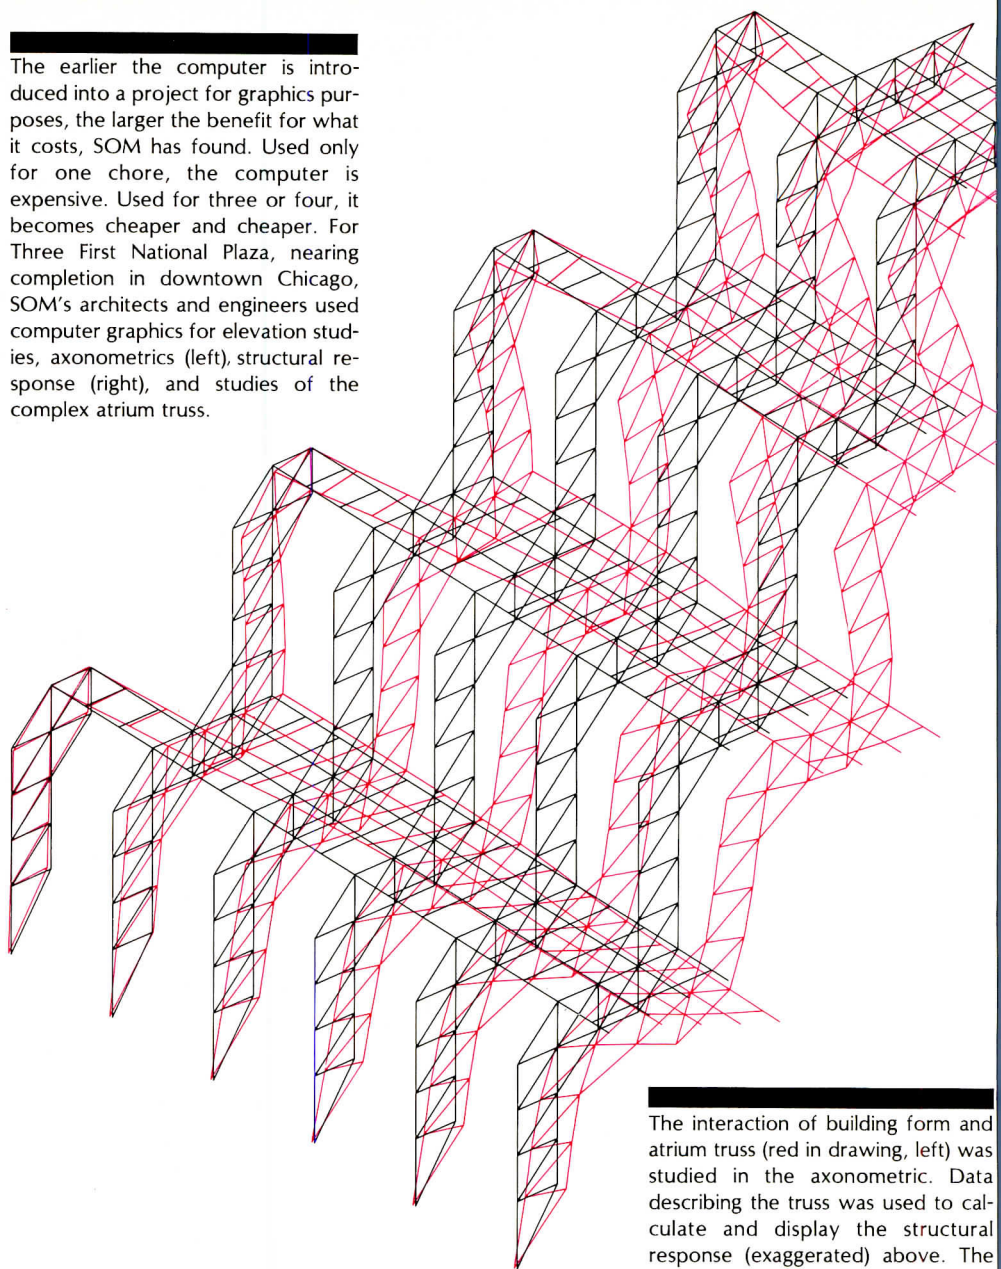 The earlier the computer is intro-
duced into a project for graphics pur-
poses, the larger the benefit for what
it costs, SOM has found. Used only
for one chore, the computer is
expensive. Used for three or four, it
becomes cheaper and cheaper. For
Three First National Plaza, nearing
completion in downtown Chicago,
SOM's architects and engineers used
computer graphics for elevation stud-
ies, axonometrics (left), structural re-
sponse (right), and studies of the
complex atrium truss.
The interaction of building form and
atrium truss (red in drawing, left) was
studied in the axonometric. Data
describing the truss was used to cal-
culate and display the structural
response (exaggerated) above. The